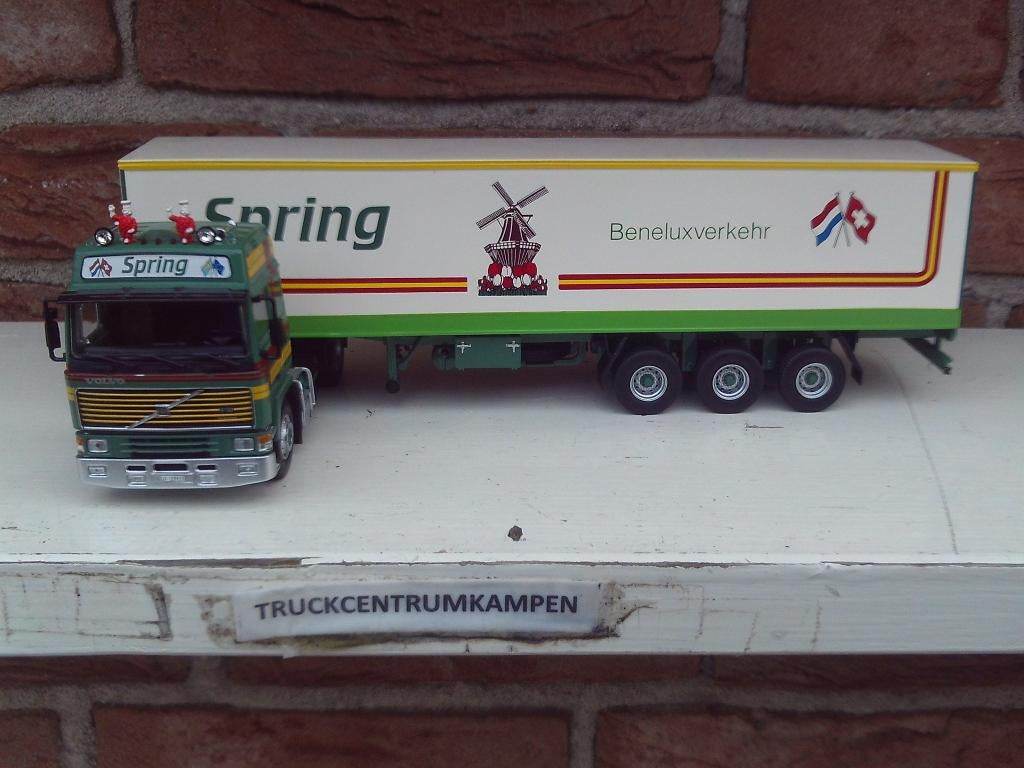 Spring
Beneluxverkehr
Spring
VOLVO
TRUCKCENTRUMKAMPEN